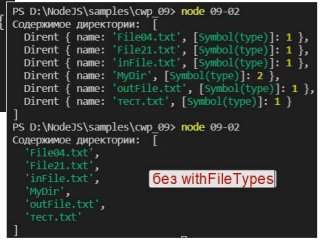 PS D:\NodeJS\samples\cwp_09> node 09-02
Содержимое директории:  [
  Dirent { name: 'File04.txt', [Symbol(type)]: 1 },
  Dirent { name: 'File21.txt', [Symbol(type)]: 1 },
  Dirent { name: 'inFile.txt', [Symbol(type)]: 1 },
  Dirent { name: 'MyDir', [Symbol(type)]: 2 },
  Dirent { name: 'outFile.txt', [Symbol(type)]: 1 },
  Dirent { name: 'тест.txt', [Symbol(type)]: 1 }
]
PS D:\NodeJS\samples\cwp_09> node 09-02
Содержимое директории:  [
  'File04.txt',
  'File21.txt',
  'inFile.txt',
  'MyDir',
  'outFile.txt',
  'тест.txt'
]
без withFileTypes